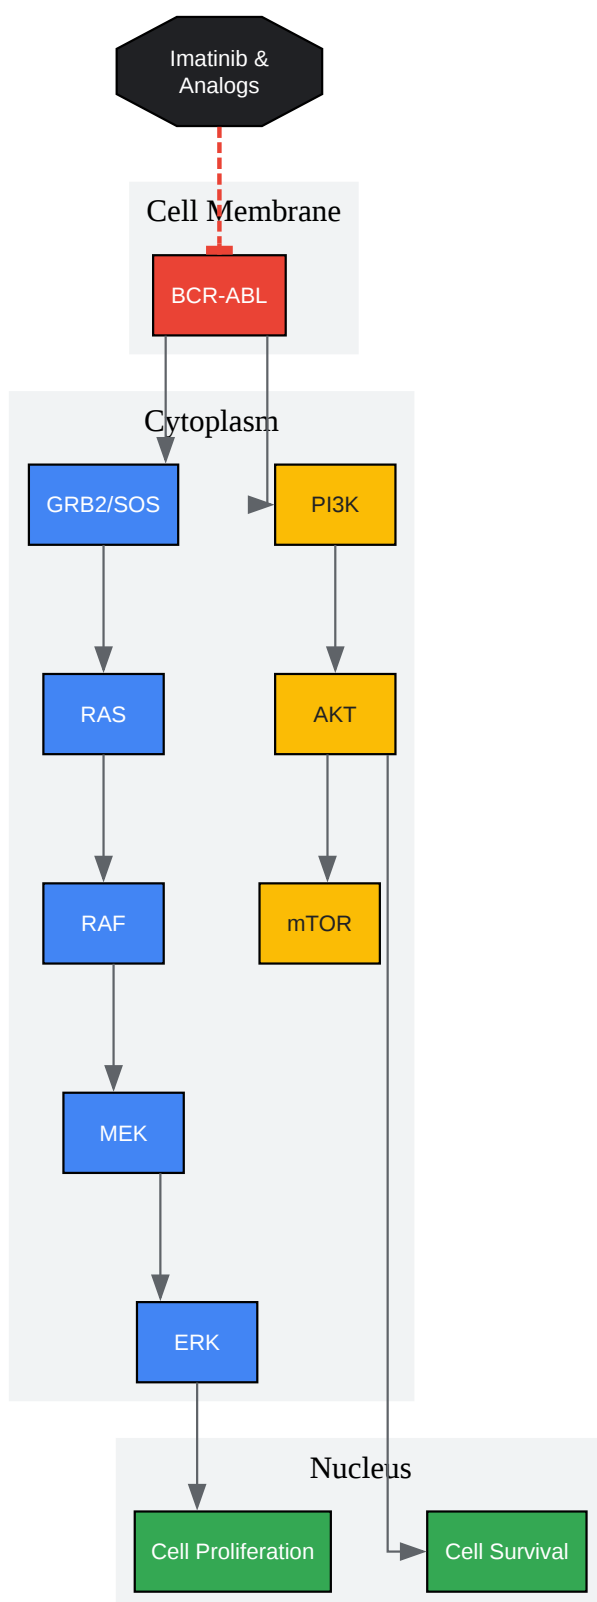 Imatinib &
Analogs
Cell Membrane
BCR-ABL
Cytoplasm
GRB2/SOS
PI3K
RAS
AKT
RAF
mTOR
MEK
ERK
Nucleus
Cell Proliferation
Cell Survival